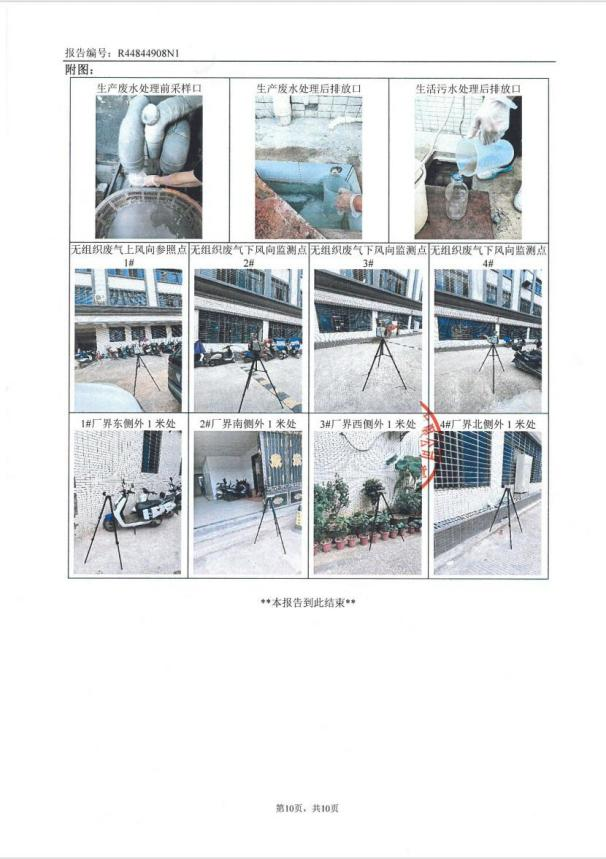 报告编号：R44844908N1
附图：
生产废水处理前采样口
生产废水处理后排放口
生活污水处理后排放口
无组织废气上风向参照点
1#
无组织废气下风向监测点
2#
无组织废气下风向监测点
3#
无组织废气下风向监测点
4#
1#厂界东侧外 1 米处
2#厂界南侧外 1 米处
3#厂界西侧外 1 米处
4#厂界北侧外 1 米处
**本报告到此结束**
第10页，共10页